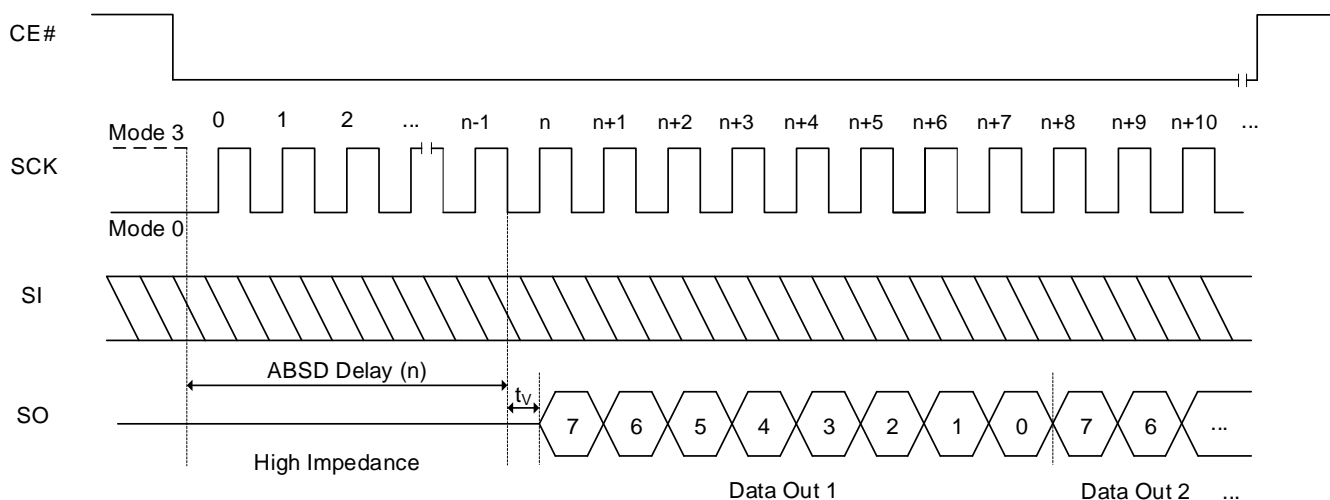 CE#
Mode 3
0 1 2 ... n-1 n n+1 n+2 n+3 n+4 n+5 n+6 n+7 n+8 n+9 n+10 ...
SCK
Mode 0
SI
ABSD Delay (n)
tV
SO
7 6 5 4 3 2 1 0 7 6 ...
High Impedance
Data Out 1 Data Out 2 ...